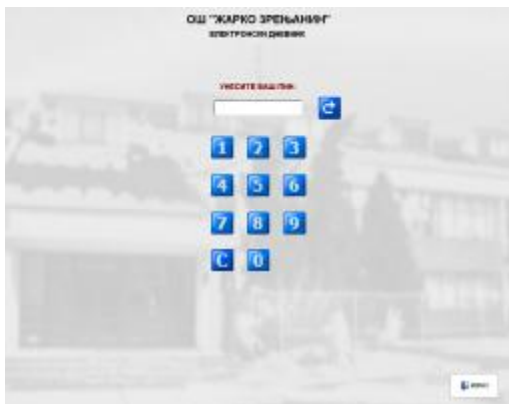 ОШ "ЖАРКО ЗРЕЊАНИН"
ЕЛЕКТРОНСКИ ДНЕВНИК
УНЕСИТЕ ВАШ ПИН:
1 2 3
4 5 6
7 8 9
C 0